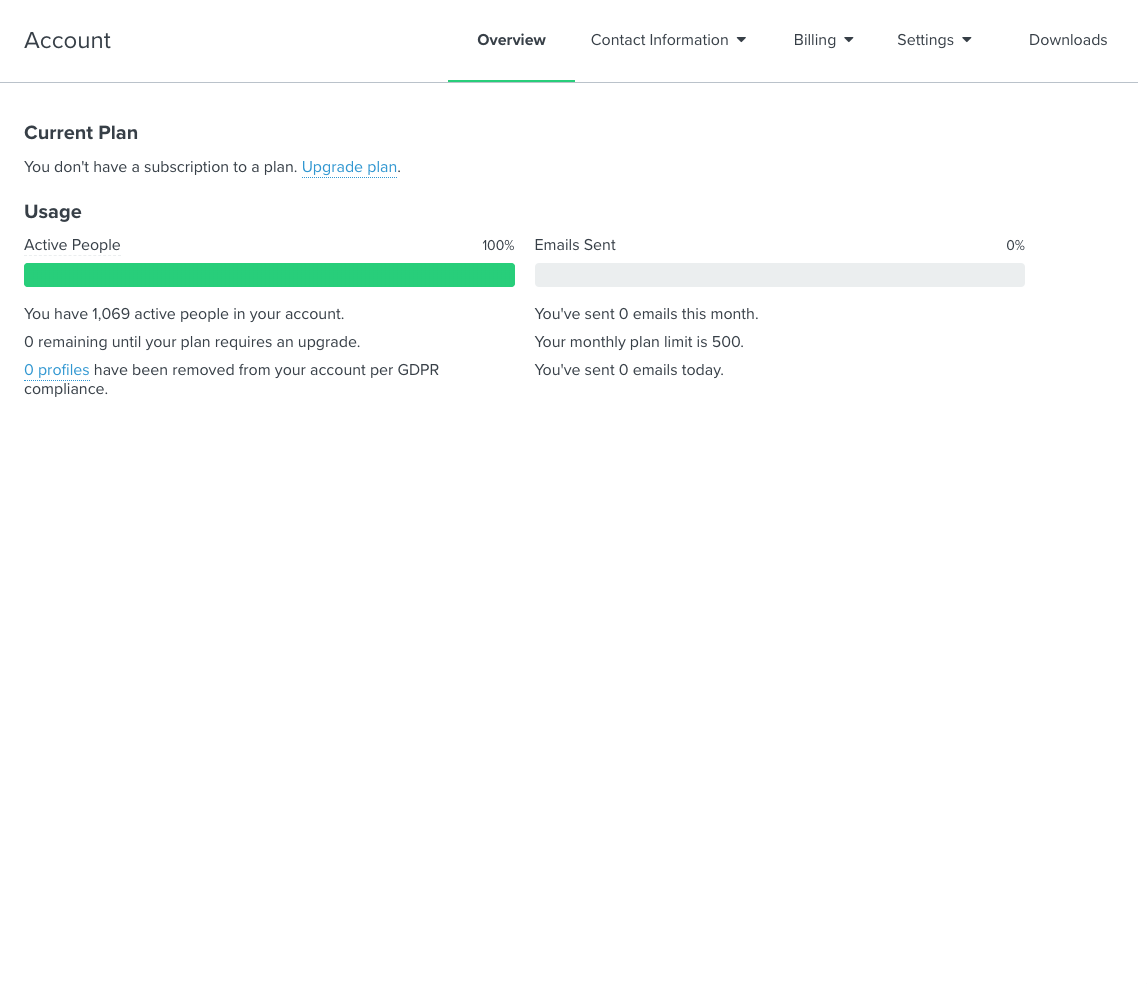 Account
Overview
Contact Information
Billing
Settings
Downloads
Current Plan
You don't have a subscription to a plan. Upgrade plan.
Usage
Active People 100%
Emails Sent 0%
You have 1,069 active people in your account.
0 remaining until your plan requires an upgrade.
0 profiles have been removed from your account per GDPR
compliance.
You've sent 0 emails this month.
Your monthly plan limit is 500.
You've sent 0 emails today.